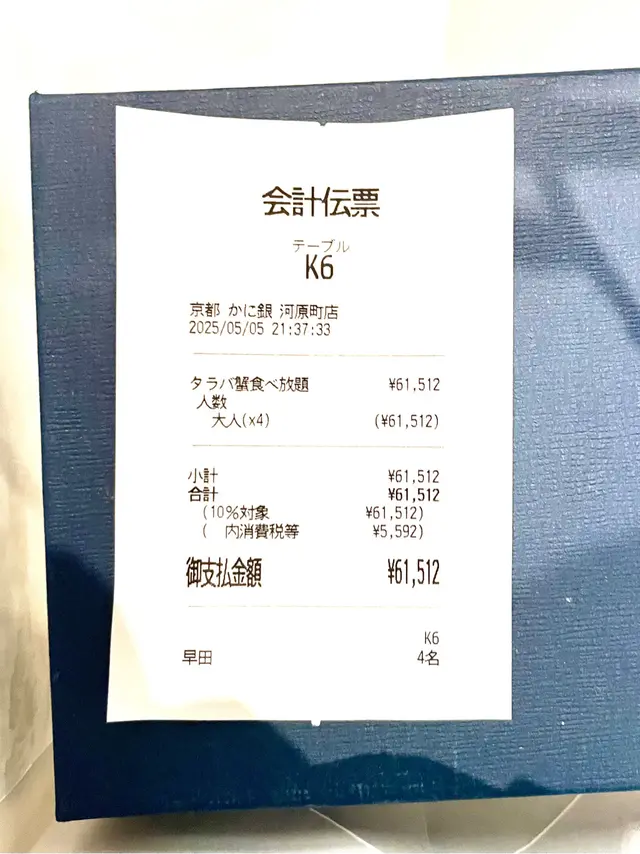 会計伝票
テーブル
K6
京都 かに銀 河原町店
2025/05/05 21:37:33
タラバ蟹食べ放題 ¥61,512
人数
大人(x4) (¥61,512)
小計 ¥61,512
合計 ¥61,512
(10%対象 ¥61,512)
( 内消費税等 ¥5,592)
御支払金額 ¥61,512
K6
早田 4名